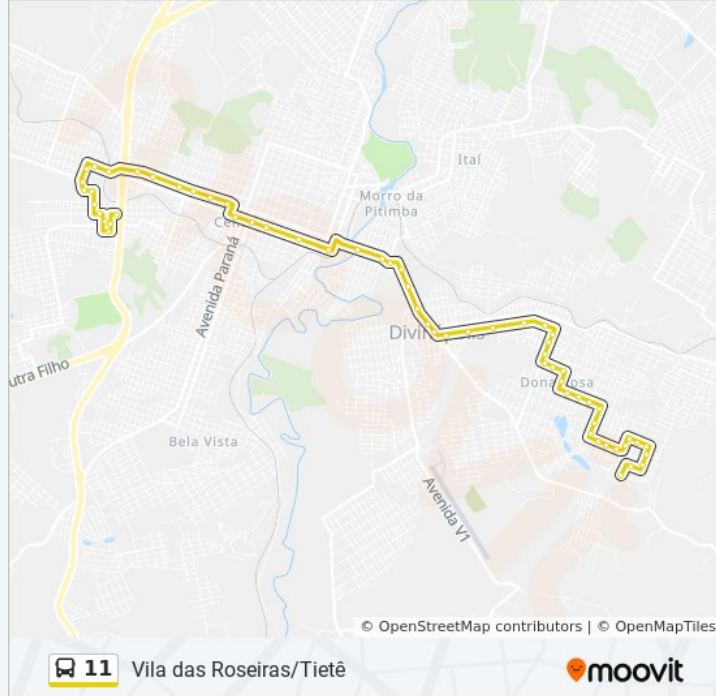 Itaí
Morro da
Pitimba
Avenida Paraná
Dona Rosa
utra Filho
Bela Vista
Avenida V1
© OpenStreetMap contributors | © OpenMapTiles
11 Vila das Roseiras/Tietê
moovit